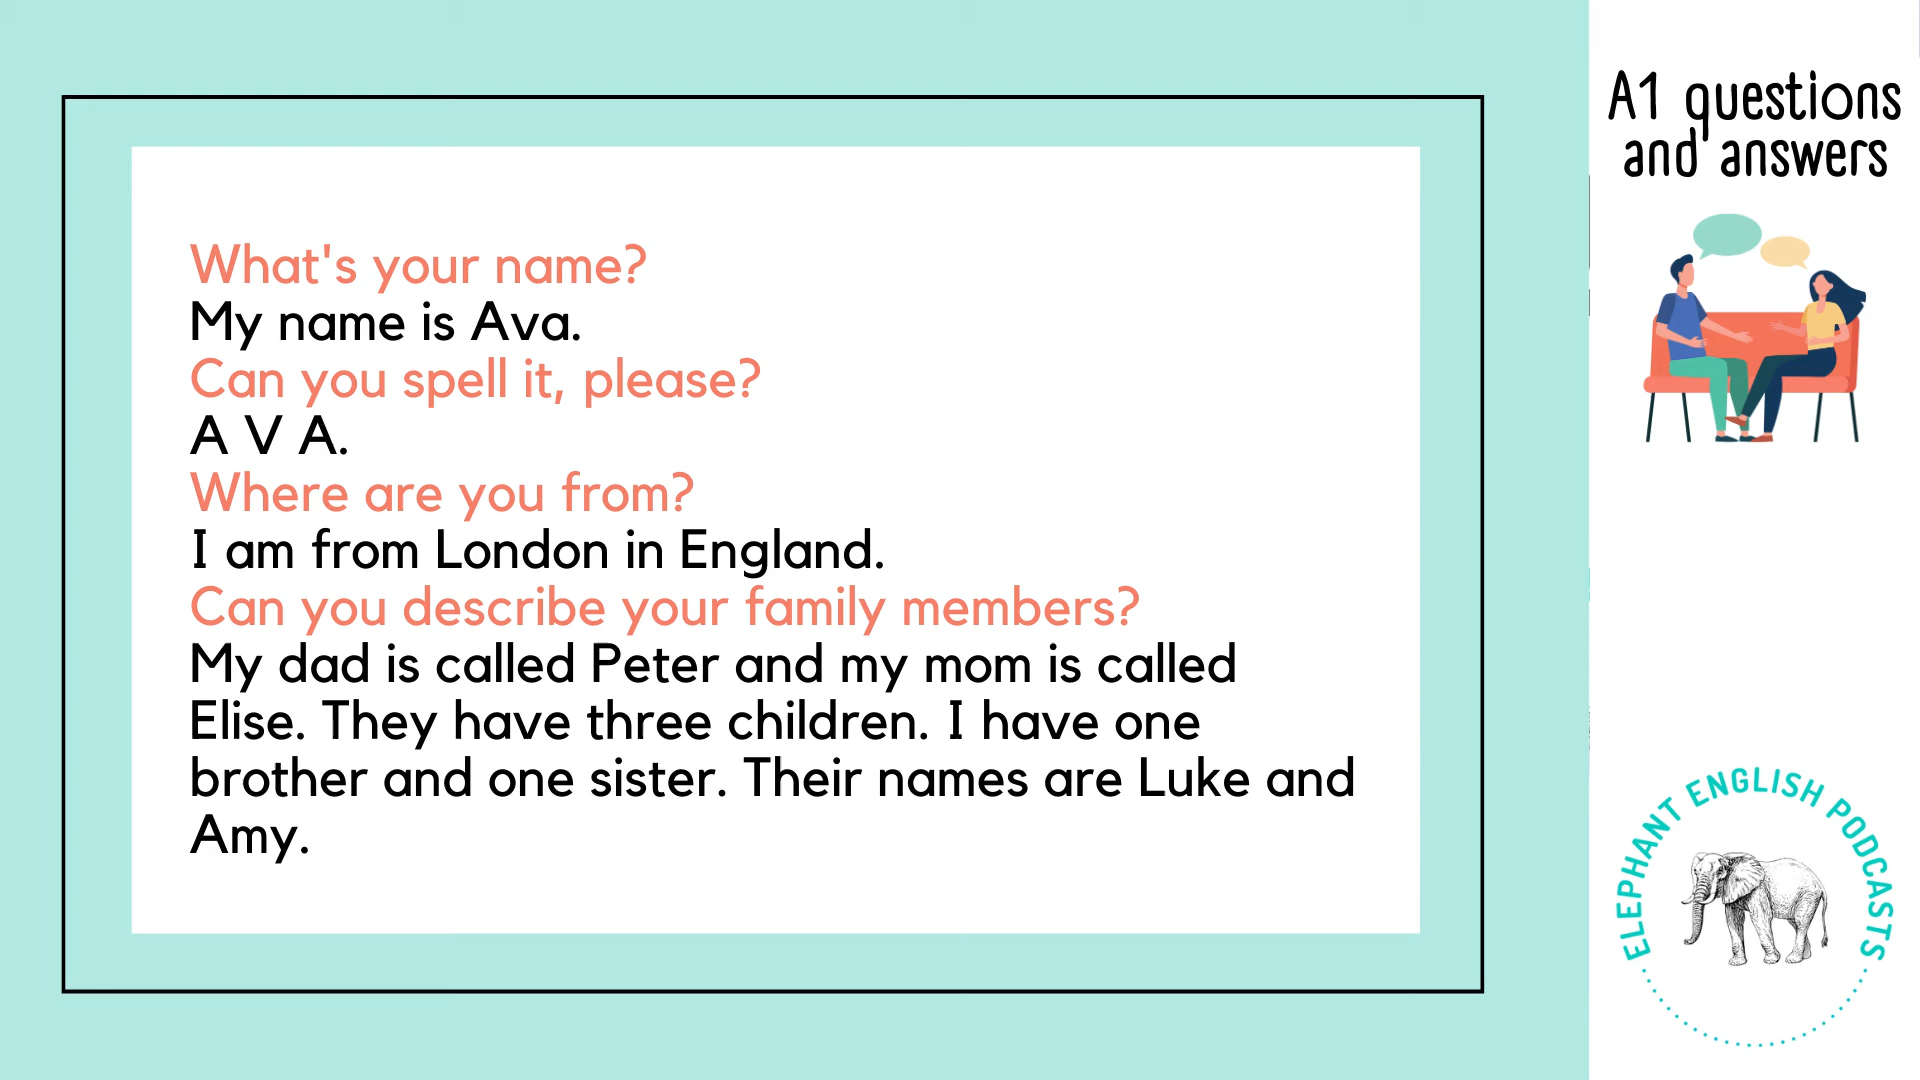 What's your name?
My name is Ava.
Can you spell it, please?
A V A.
Where are you from?
I am from London in England.
Can you describe your family members?
My dad is called Peter and my mom is called
Elise. They have three children. I have one
brother and one sister. Their names are Luke and
Amy.
A1 questions
and answers
ELEPHANT ENGLISH PODCASTS